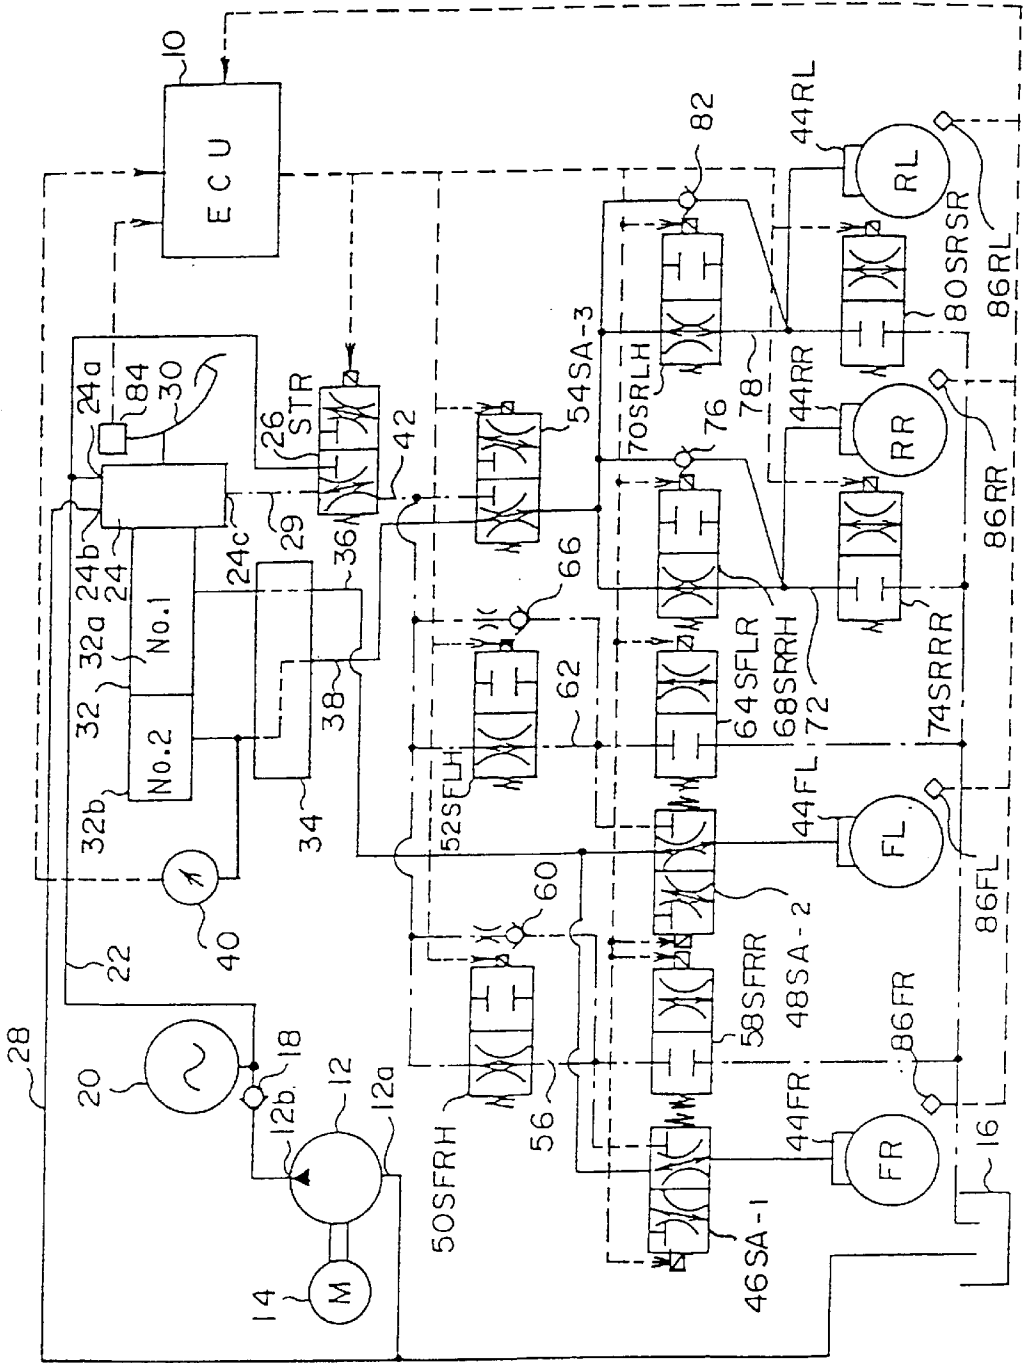 10
ECU
28
22
20
18
12b
12
12a
14
M
40
32b
32
32a
24
24b
24a
84
30
No.2
No.1
24c
26
STR
29
34
38
36
42
82
50SFRH
60
52SFLH
66
54SA-3
56
62
70SRLH
76
78
44RL
RL
86RL
80SRSR
44RR
RR
86RR
64SFLR
68SRRH
72
74SRRR
44FL
FL
86FL
58SFRR
48SA-2
46SA-1
44FR
FR
86FR
16